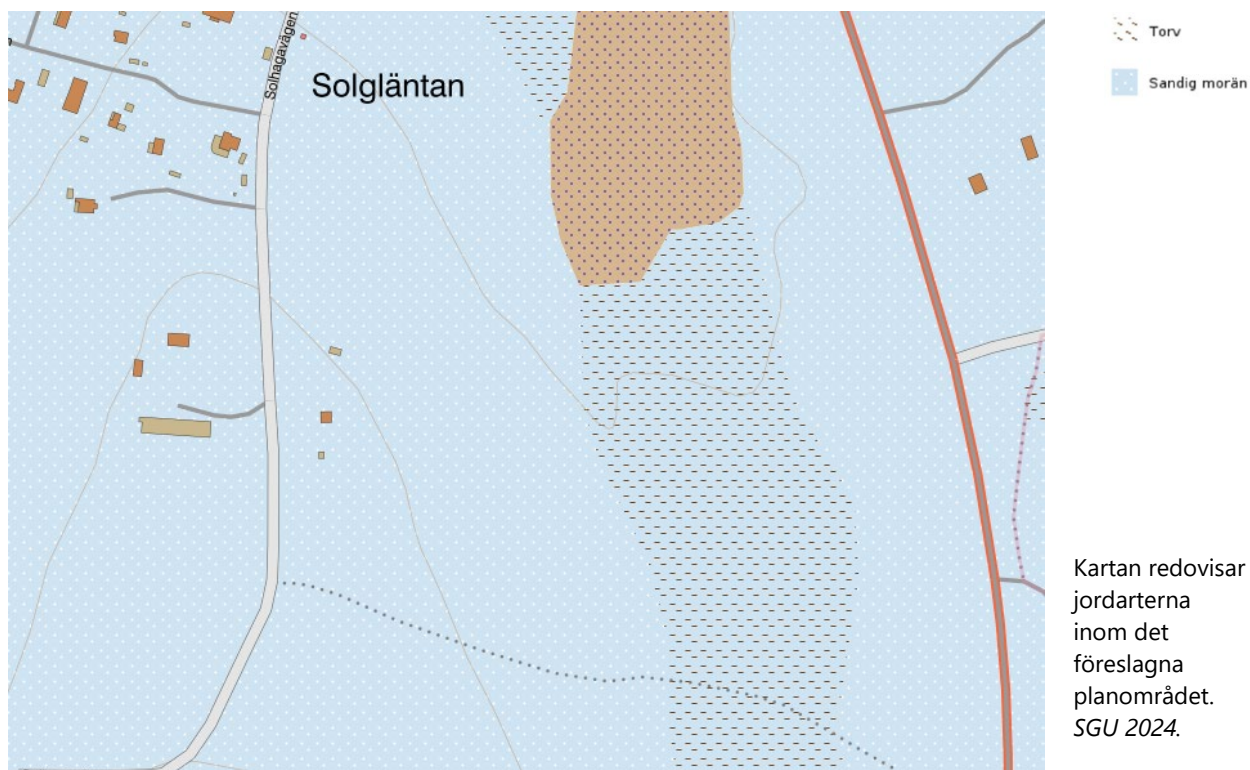 Solhagavägen
Solgläntan
Torv
Sandig morän
Kartan redovisar
jordarterna
inom det
föreslagna
planområdet.
SGU 2024.